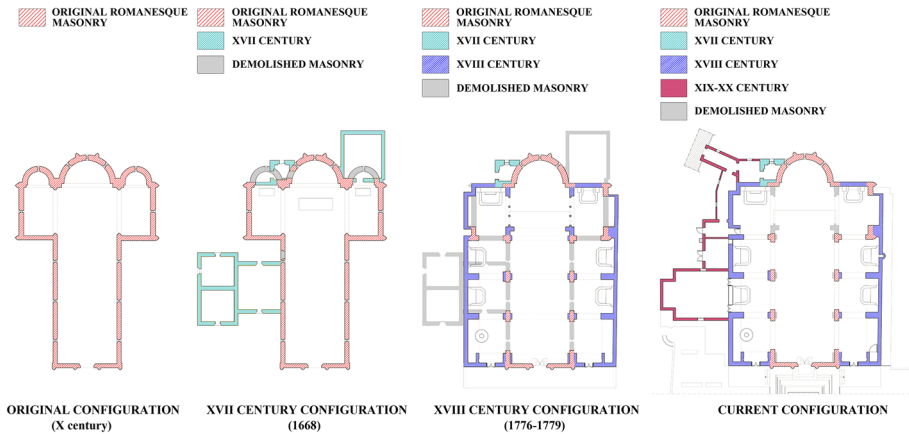 ORIGINAL ROMANESQUE
MASONRY
ORIGINAL ROMANESQUE
MASONRY
XVII CENTURY
DEMOLISHED MASONRY
ORIGINAL ROMANESQUE
MASONRY
XVII CENTURY
XVIII CENTURY
DEMOLISHED MASONRY
ORIGINAL ROMANESQUE
MASONRY
XVII CENTURY
XVIII CENTURY
XIX-XX CENTURY
DEMOLISHED MASONRY
ORIGINAL CONFIGURATION
(X century)
XVII CENTURY CONFIGURATION
(1668)
XVIII CENTURY CONFIGURATION
(1776-1779)
CURRENT CONFIGURATION